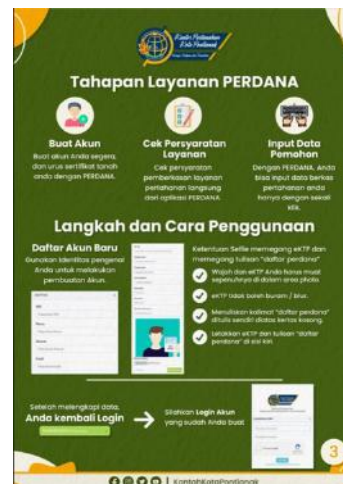 Kantor Pertanahan
Kota Pontianak
Tahapan Layanan PERDANA
Buat Akun
Buat akun Anda segera,
dan urus sertifikat tanah
anda dengan PERDANA.
Cek Persyaratan
Layanan
Cek persyaratan
pemberkasan layanan
pertanahan langsung
dari aplikasi PERDANA.
Input Data
Pemohon
Dengan PERDANA, Anda
bisa input data berkas
pertanahan anda
hanya dengan sekali
klik.
Langkah dan Cara Penggunaan
Daftar Akun Baru
Gunakan identitas pengenal
Anda untuk melakukan
pembuatan Akun.
Ketentuan Selfie memegang eKTP dan
memegang tulisan "daftar perdana"
Wajah dan eKTP Anda harus muat
sepenuhnya di dalam area photo.
eKTP tidak boleh buram / blur.
Menuliskan kalimat "daftar perdana"
ditulis sendiri diatas kertas kosong.
Letakkan eKTP dan tulisan "daftar
perdana" di sisi kiri.
Setelah melengkapi data,
Anda kembali Login
Silahkan Login Akun
yang sudah Anda buat
3
KantahKotaPontianak